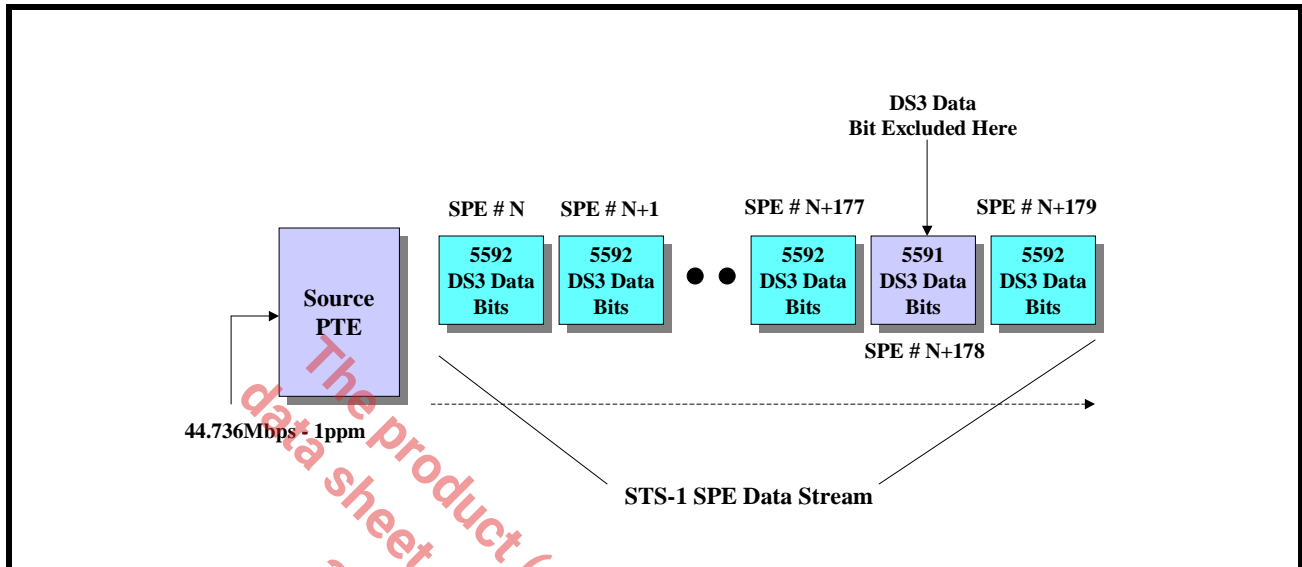 DS3 Data
Bit Excluded Here
SPE # N
SPE # N+1
SPE # N+177
SPE # N+179
5592
DS3 Data
Bits
5592
DS3 Data
Bits
5592
DS3 Data
Bits
5591
DS3 Data
Bits
5592
DS3 Data
Bits
Source
PTE
SPE # N+178
44.736Mbps - 1ppm
STS-1 SPE Data Stream
The product (
data sheet